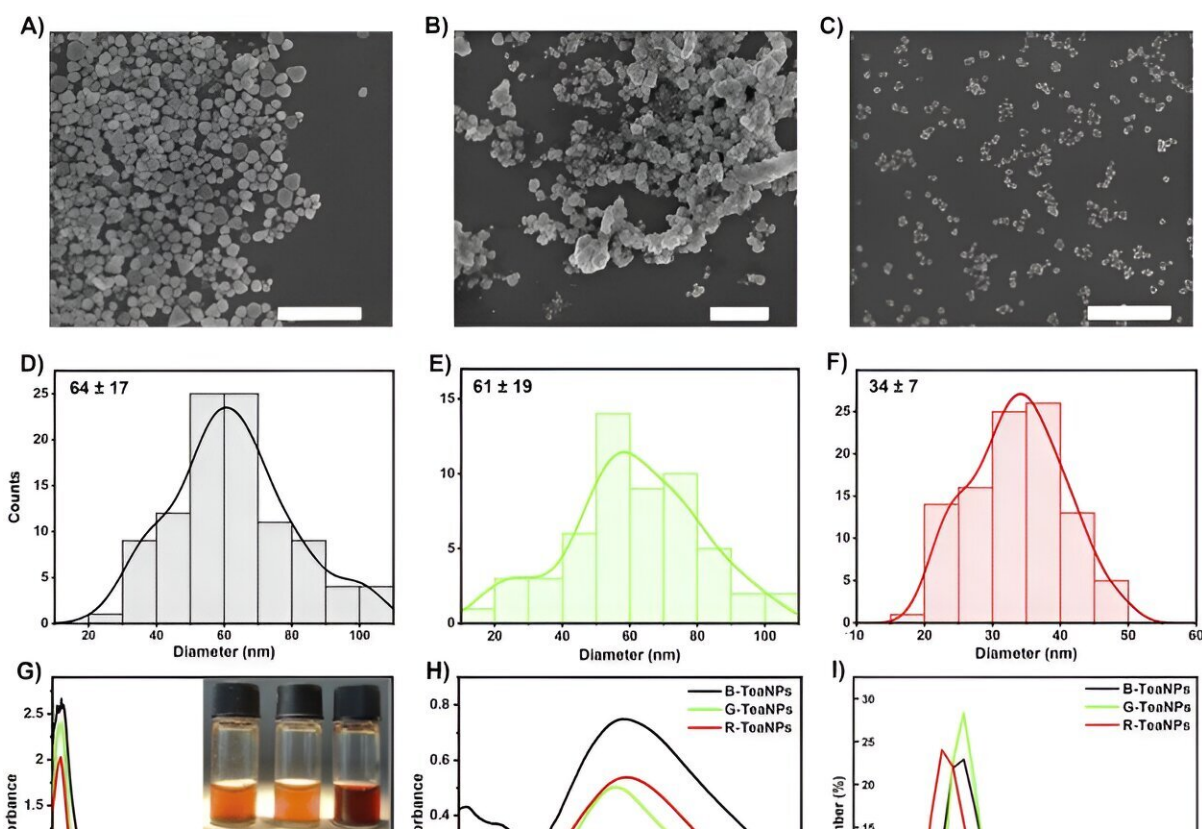 A)
B)
C)
D)
64 ± 17
25
20
15
10
5
0
Counts
20
40
60
80
100
Diameter (nm)
E)
61 ± 19
15
10
5
0
20
40
60
80
100
Diameter (nm)
F)
34 ± 7
25
20
15
10
5
0
10
20
30
40
50
60
Diameter (nm)
G)
2.5
2
1.5
H)
0.8
0.6
0.4
B-TeaNPs
G-TeaNPs
R-TeaNPs
I)
30
25
20
15
B-TeaNPs
G-TeaNPs
R-TeaNPs